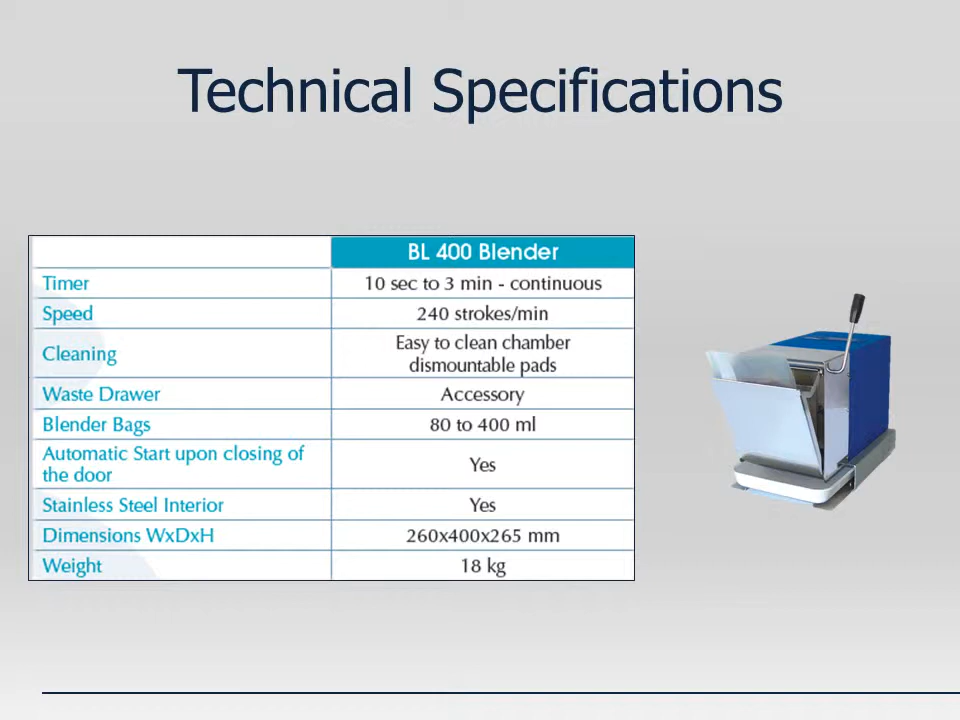 Technical Specifications
BL 400 Blender
Timer 10 sec to 3 min - continuous
Speed 240 strokes/min
Cleaning Easy to clean chamber
dismountable pads
Waste Drawer Accessory
Blender Bags 80 to 400 ml
Automatic Start upon closing of
the door Yes
Stainless Steel Interior Yes
Dimensions WxDxH 260x400x265 mm
Weight 18 kg